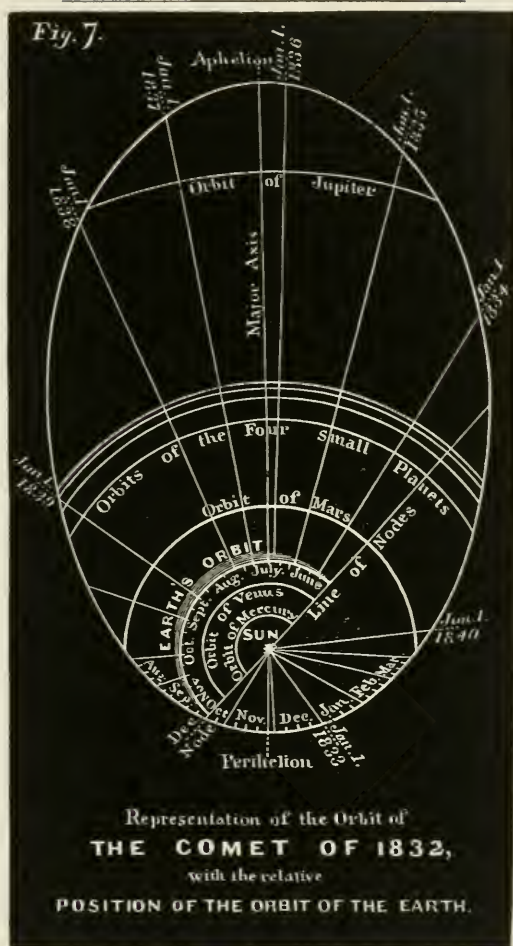 Fig. 7.
Aphelion
Jan. 1. 1836
Jan. 1. 1837
Jan. 1. 1835
Jan. 1 1838
Orbit of Jupiter
Jan. 1 1834
Major Axis
Orbits of the Four Small Planets
Jan. 1. 1839
Orbit of Mars
Line of Nodes
EARTH'S ORBIT
Oct. Sept. Aug. July. June
Orbit of Venus
Orbit of Mercury
SUN
Jan. 1. 1840
Aug. Sep. Oct Nov. Dec. Jan. Feb. Mar.
Dec. Node
Jan. 1. 1833
Perihelion
Representation of the Orbit of
THE COMET OF 1832,
with the relative
POSITION OF THE ORBIT OF THE EARTH.